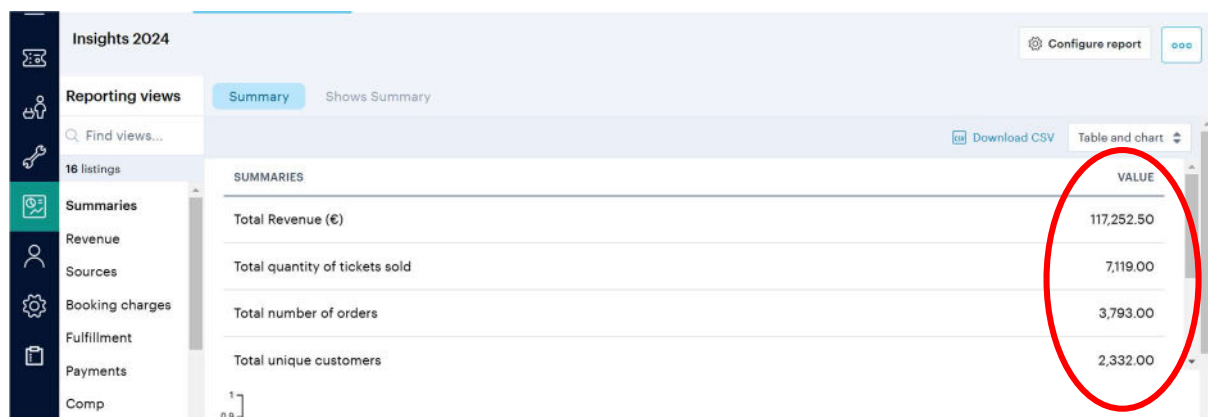 Insights 2024
Configure report
Reporting views
Summary
Shows Summary
Find views...
CSV Download CSV
Table and chart
16 listings
SUMMARIES
VALUE
Summaries
Total Revenue (€)
117,252.50
Revenue
Sources
Total quantity of tickets sold
7,119.00
Booking charges
Total number of orders
3,793.00
Fulfillment
Payments
Total unique customers
2,332.00
Comp
1
0.9